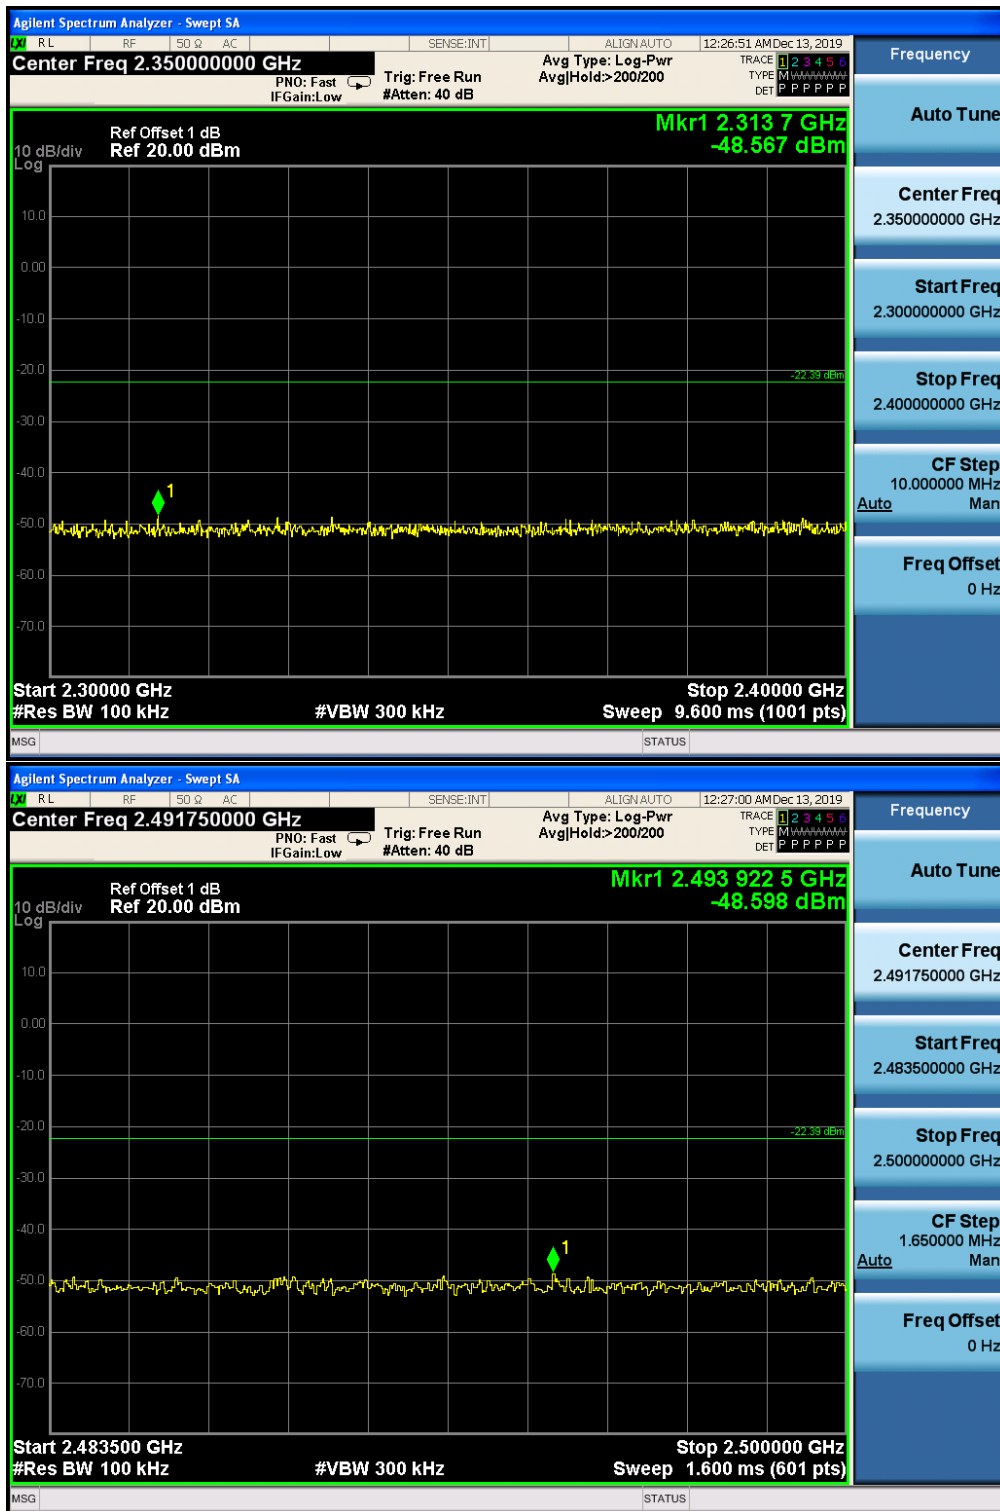 Agilent Spectrum Analyzer - Swept SA
LXI RL RF 50 Ω AC SENSE:INT ALIGN AUTO 12:26:51 AM Dec 13, 2019
Center Freq 2.350000000 GHz
PNO: Fast
IFGain:Low
Trig: Free Run
#Atten: 40 dB
Avg Type: Log-Pwr
Avg|Hold:>200/200
TRACE 1 2 3 4 5 6
TYPE M
DET P P P P P P
Ref Offset 1 dB
10 dB/div Ref 20.00 dBm
Log
Mkr1 2.313 7 GHz
-48.567 dBm
10.0
0.00
-10.0
-20.0
-22.39 dBm
-30.0
-40.0
1
-50.0
-60.0
-70.0
Start 2.30000 GHz Stop 2.40000 GHz
#Res BW 100 kHz #VBW 300 kHz Sweep 9.600 ms (1001 pts)
MSG STATUS
Frequency
Auto Tune
Center Freq
2.350000000 GHz
Start Freq
2.300000000 GHz
Stop Freq
2.400000000 GHz
CF Step
10.000000 MHz
Auto Man
Freq Offset
0 Hz
Agilent Spectrum Analyzer - Swept SA
LXI RL RF 50 Ω AC SENSE:INT ALIGN AUTO 12:27:00 AM Dec 13, 2019
Center Freq 2.491750000 GHz
PNO: Fast
IFGain:Low
Trig: Free Run
#Atten: 40 dB
Avg Type: Log-Pwr
Avg|Hold:>200/200
TRACE 1 2 3 4 5 6
TYPE M
DET P P P P P P
Ref Offset 1 dB
10 dB/div Ref 20.00 dBm
Log
Mkr1 2.493 922 5 GHz
-48.598 dBm
10.0
0.00
-10.0
-20.0
-22.39 dBm
-30.0
-40.0
1
-50.0
-60.0
-70.0
Start 2.483500 GHz Stop 2.500000 GHz
#Res BW 100 kHz #VBW 300 kHz Sweep 1.600 ms (601 pts)
MSG STATUS
Frequency
Auto Tune
Center Freq
2.491750000 GHz
Start Freq
2.483500000 GHz
Stop Freq
2.500000000 GHz
CF Step
1.650000 MHz
Auto Man
Freq Offset
0 Hz